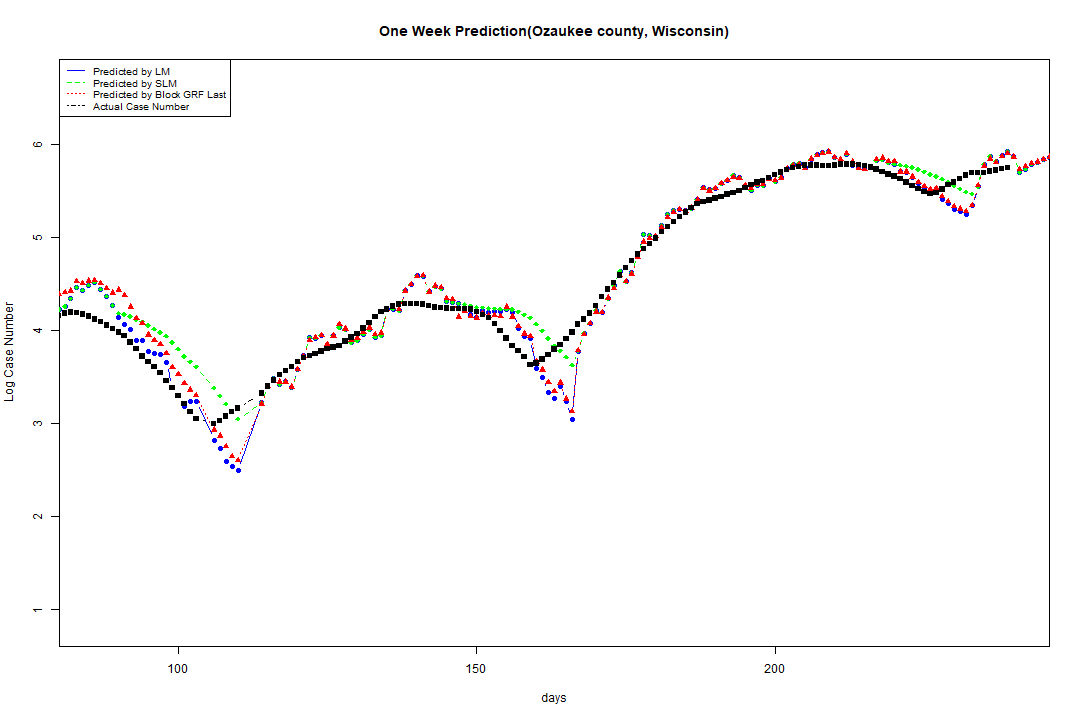 One Week Prediction(Ozaukee county, Wisconsin)
Predicted by LM
Predicted by SLM
Predicted by Block GRF Last
Actual Case Number
6
5
4
3
2
1
Log Case Number
100 150 200
days